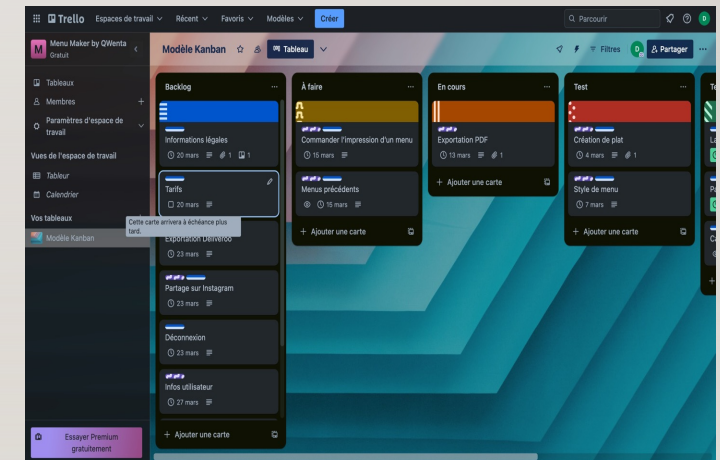 Trello
Espaces de travail
Récent
Favoris
Modèles
Créer
Parcourir
D
M
Menu Maker by QWenta
Gratuit
Modèle Kanban
Tableau
Filtres
D
Partager
Tableaux
Membres
Paramètres d'espace de
travail
Vues de l'espace de travail
Tableur
Calendrier
Vos tableaux
Modèle Kanban
Essayer Premium
gratuitement
Backlog
Informations légales
20 mars
1
1
Tarifs
20 mars
Cette carte arrivera à échéance plus
tard.
Exportation Deliveroo
23 mars
Partage sur Instagram
23 mars
Déconnexion
23 mars
Infos utilisateur
27 mars
+ Ajouter une carte
À faire
Commander l'impression d'un menu
15 mars
Menus précédents
15 mars
+ Ajouter une carte
En cours
Exportation PDF
13 mars
1
+ Ajouter une carte
Test
Création de plat
4 mars
1
Style de menu
7 mars
+ Ajouter une carte
Te
La
Pa